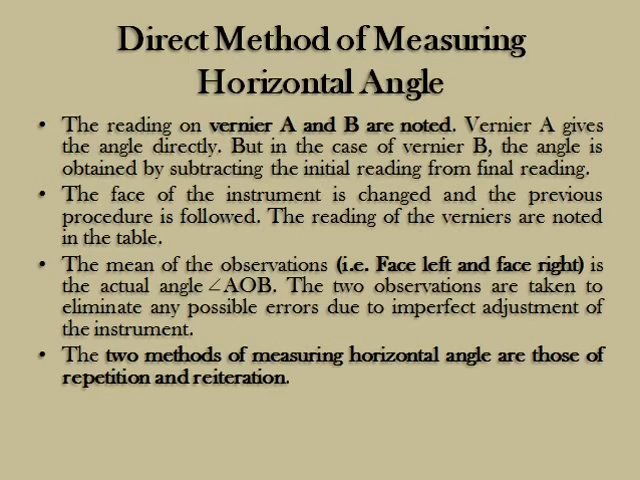 Direct Method of Measuring
Horizontal Angle
• The reading on vernier A and B are noted. Vernier A gives
the angle directly. But in the case of vernier B, the angle is
obtained by subtracting the initial reading from final reading.
• The face of the instrument is changed and the previous
procedure is followed. The reading of the verniers are noted
in the table.
• The mean of the observations (i.e. Face left and face right) is
the actual angle ∠AOB. The two observations are taken to
eliminate any possible errors due to imperfect adjustment of
the instrument.
• The two methods of measuring horizontal angle are those of
repetition and reiteration.